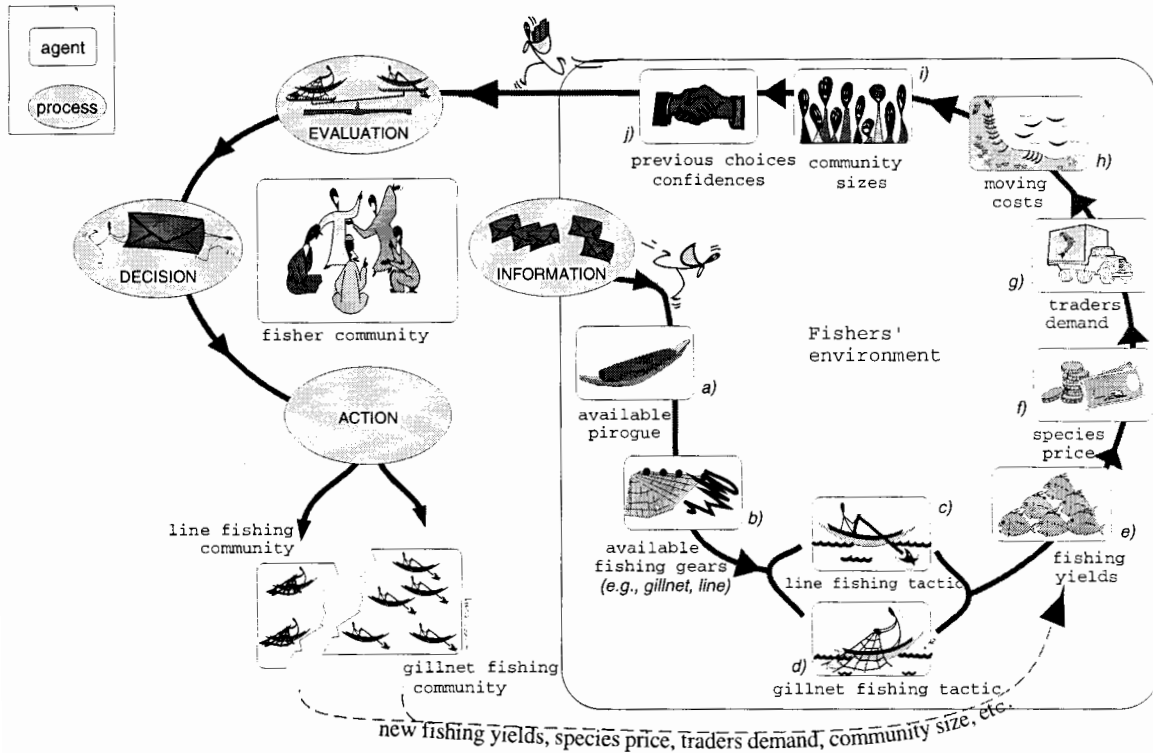 agent
process
EVALUATION
DECISION
fisher community
ACTION
line fishing
community
gillnet fishing
community
INFORMATION
Fishers'
environment
a)
available
pirogue
b)
available
fishing gears
(e.g., gillnet, line)
c)
line fishing tactic
d)
gillnet fishing tactic
e)
fishing
yields
f)
species
price
g)
traders
demand
h)
moving
costs
i)
community
sizes
j)
previous choices
confidences
new fishing yields, species price, traders demand, community size, etc.